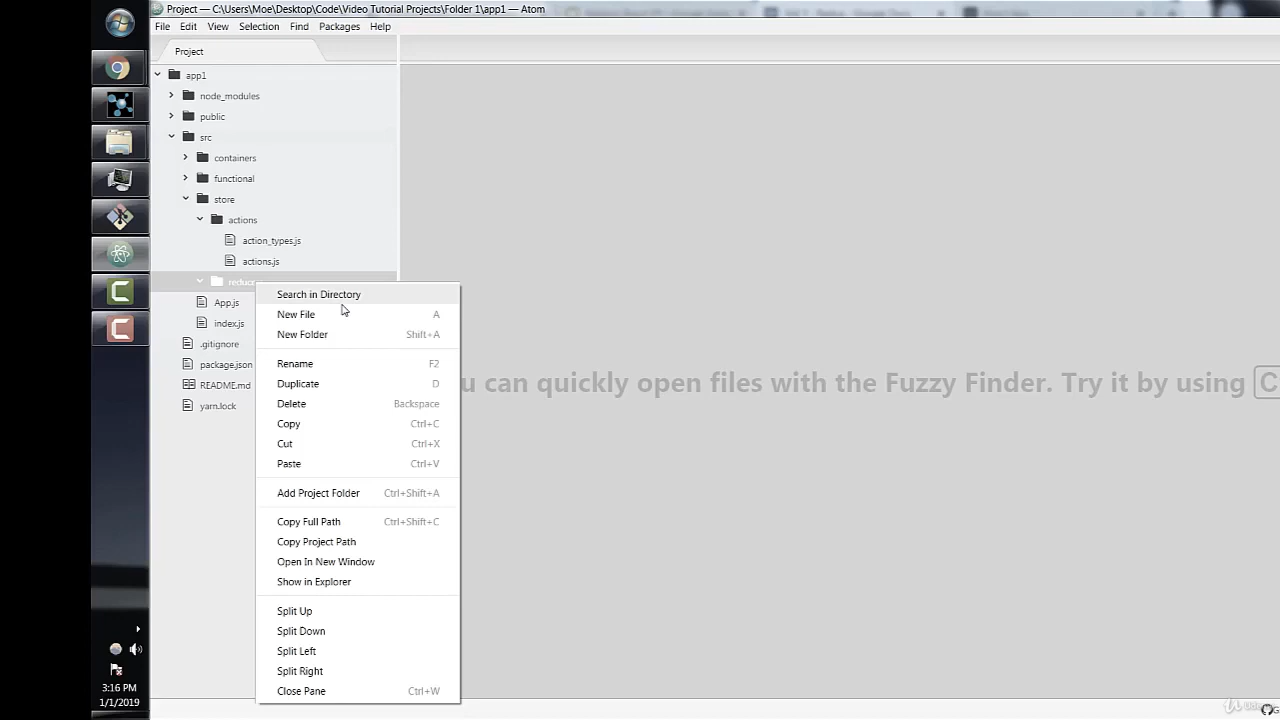 Project — C:\Users\Moe\Desktop\Code\Video Tutorial Projects\Folder 1\app1 — Atom
File Edit View Selection Find Packages Help
Project
app1
node_modules
public
src
containers
functional
store
actions
action_types.js
actions.js
App.js
index.js
.gitignore
package.json
README.md
yarn.lock
Search in Directory
New File A
New Folder Shift+A
Rename F2
Duplicate D
Delete Backspace
Copy Ctrl+C
Cut Ctrl+X
Paste Ctrl+V
Add Project Folder Ctrl+Shift+A
Copy Full Path Ctrl+Shift+C
Copy Project Path
Open In New Window
Show in Explorer
Split Up
Split Down
Split Left
Split Right
Close Pane Ctrl+W
can quickly open files with the Fuzzy Finder. Try it by using C
3:16 PM
1/1/2019